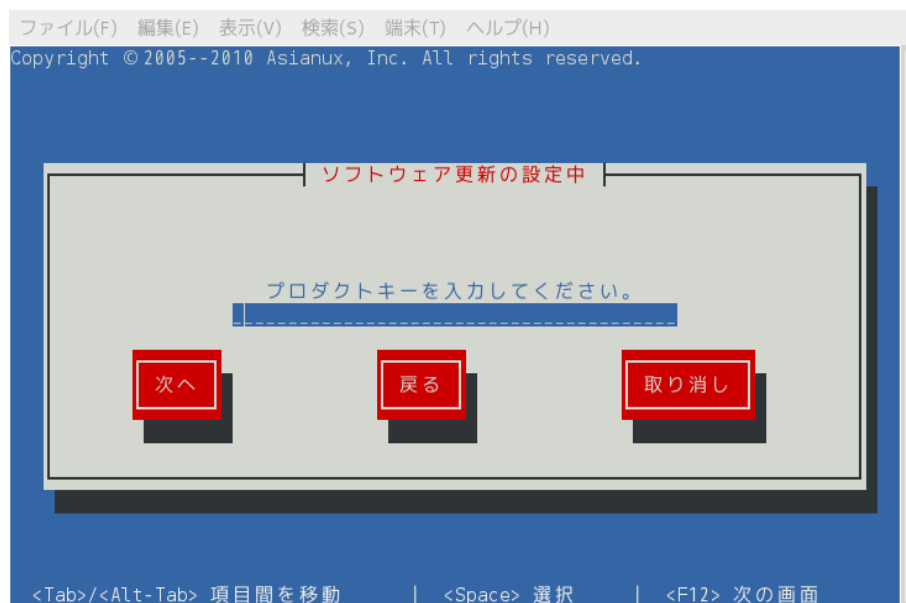 ファイル(F) 編集(E) 表示(V) 検索(S) 端末(T) ヘルプ(H)
Copyright © 2005--2010 Asianux, Inc. All rights reserved.
ソフトウェア更新の設定中
プロダクトキーを入力してください。
次へ 戻る 取り消し
<Tab>/<Alt-Tab> 項目間を移動 | <Space> 選択 | <F12> 次の画面